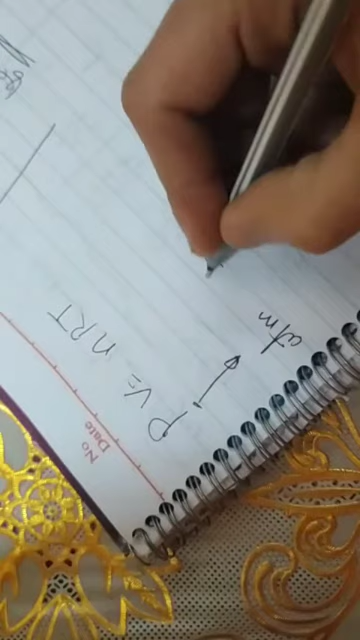 No
Date
PV = nRT
P → atm